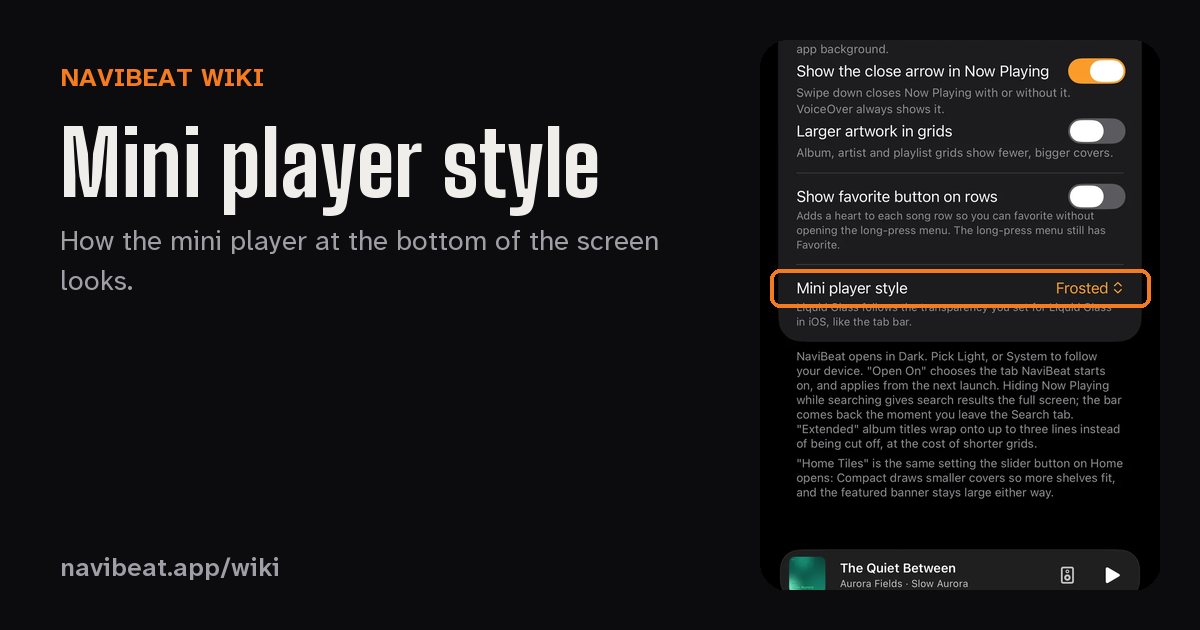 NAVIBEAT WIKI
Mini player style
How the mini player at the bottom of the screen
looks.
navibeat.app/wiki
app background.
Show the close arrow in Now Playing
Swipe down closes Now Playing with or without it.
VoiceOver always shows it.
Larger artwork in grids
Album, artist and playlist grids show fewer, bigger covers.
Show favorite button on rows
Adds a heart to each song row so you can favorite without
opening the long-press menu. The long-press menu still has
Favorite.
Mini player style Frosted
Liquid Glass follows the transparency you set for Liquid Glass
in iOS, like the tab bar.
NaviBeat opens in Dark. Pick Light, or System to follow
your device. "Open On" chooses the tab NaviBeat starts
on, and applies from the next launch. Hiding Now Playing
while searching gives search results the full screen; the bar
comes back the moment you leave the Search tab.
"Extended" album titles wrap onto up to three lines instead
of being cut off, at the cost of shorter grids.
"Home Tiles" is the same setting the slider button on Home
opens: Compact draws smaller covers so more shelves fit,
and the featured banner stays large either way.
The Quiet Between
Aurora Fields · Slow Aurora